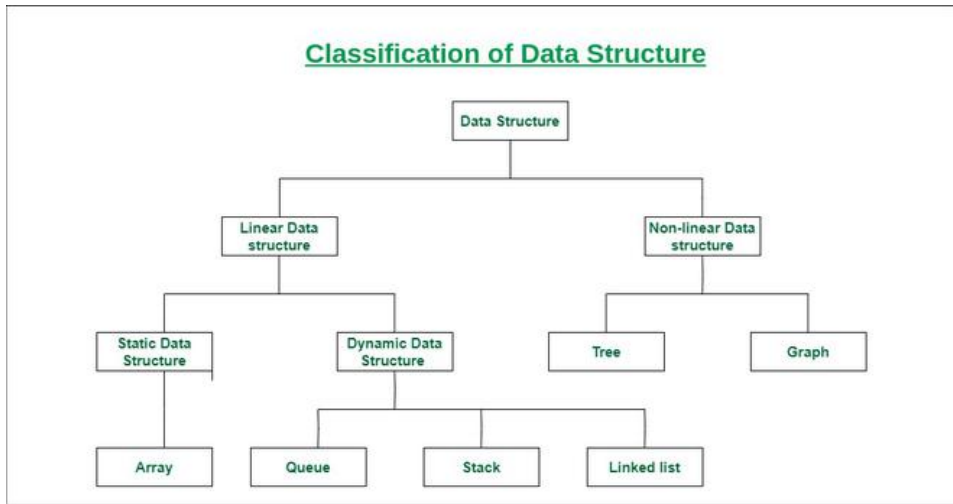 Classification of Data Structure
Data Structure
Linear Data
structure
Non-linear Data
structure
Static Data
Structure
Dynamic Data
Structure
Tree
Graph
Array
Queue
Stack
Linked list